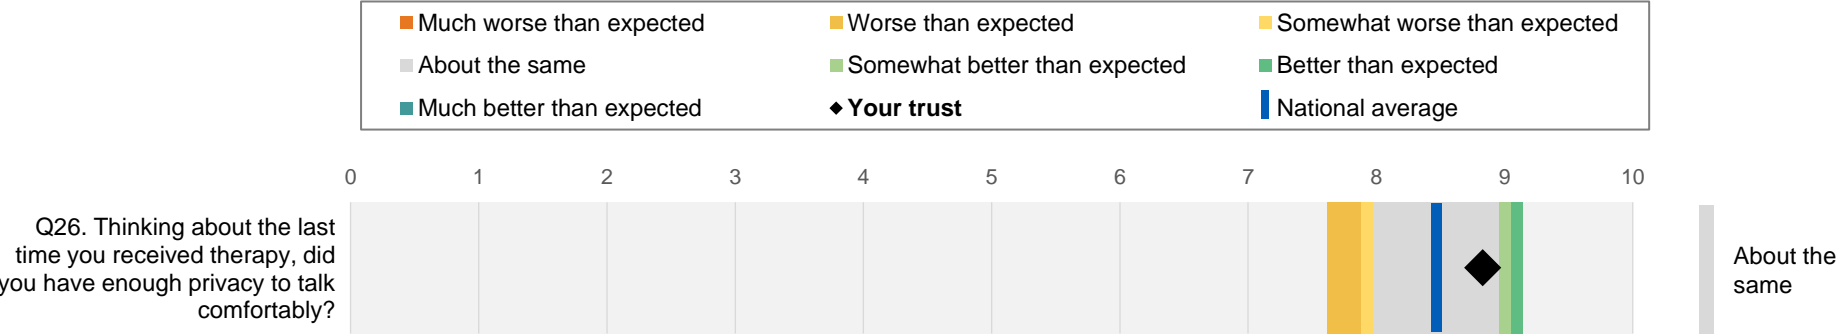 Much worse than expected
Worse than expected
Somewhat worse than expected
About the same
Somewhat better than expected
Better than expected
Much better than expected
Your trust
National average
0 1 2 3 4 5 6 7 8 9 10
Q26. Thinking about the last
time you received therapy, did
you have enough privacy to talk
comfortably?
About the
same